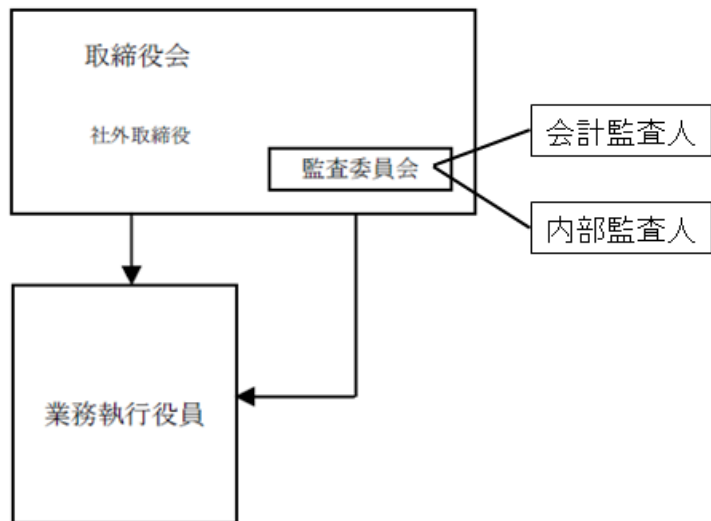 取締役会
社外取締役
監査委員会
会計監査人
内部監査人
業務執行役員